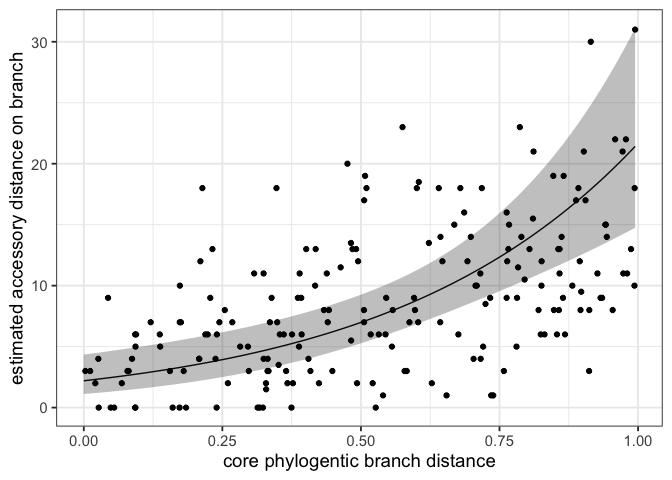 30
20
10
0
estimated accessory distance on branch
0.00 0.25 0.50 0.75 1.00
core phylogentic branch distance